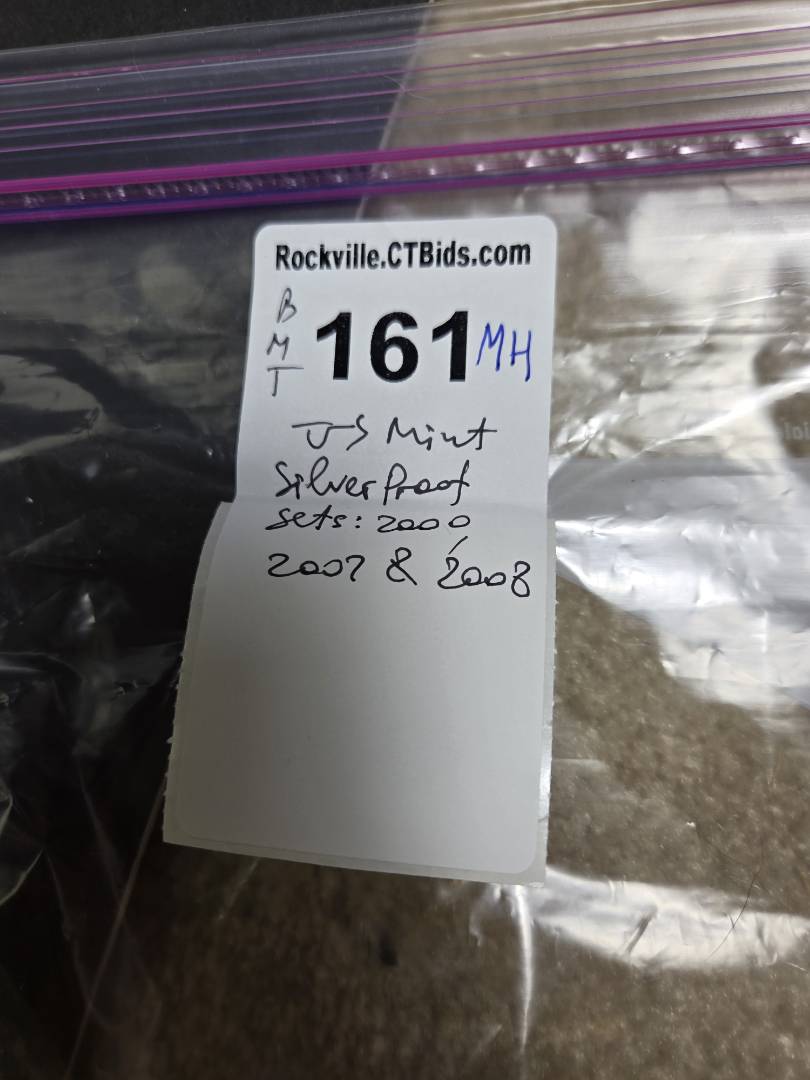 Rockville.CTBids.com
B
M
T
161 MH
US Mint
Silver Proof
sets: 2000,
2007 & 2008